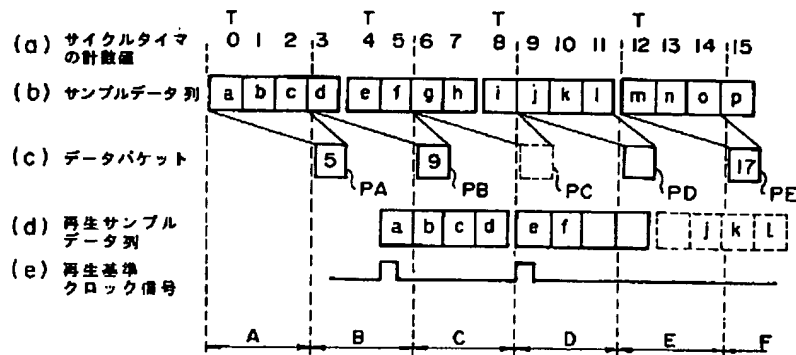 T T T T
(a) サイクルタイマの計数値 0 1 2 3 4 5 6 7 8 9 10 11 12 13 14 15
(b) サンプルデータ列 a b c d e f g h i j k l m n o p
(c) データパケット 5 9 17
PA PB PC PD PE
(d) 再生サンプルデータ列 a b c d e f j k l
(e) 再生基準クロック信号
A B C D E F